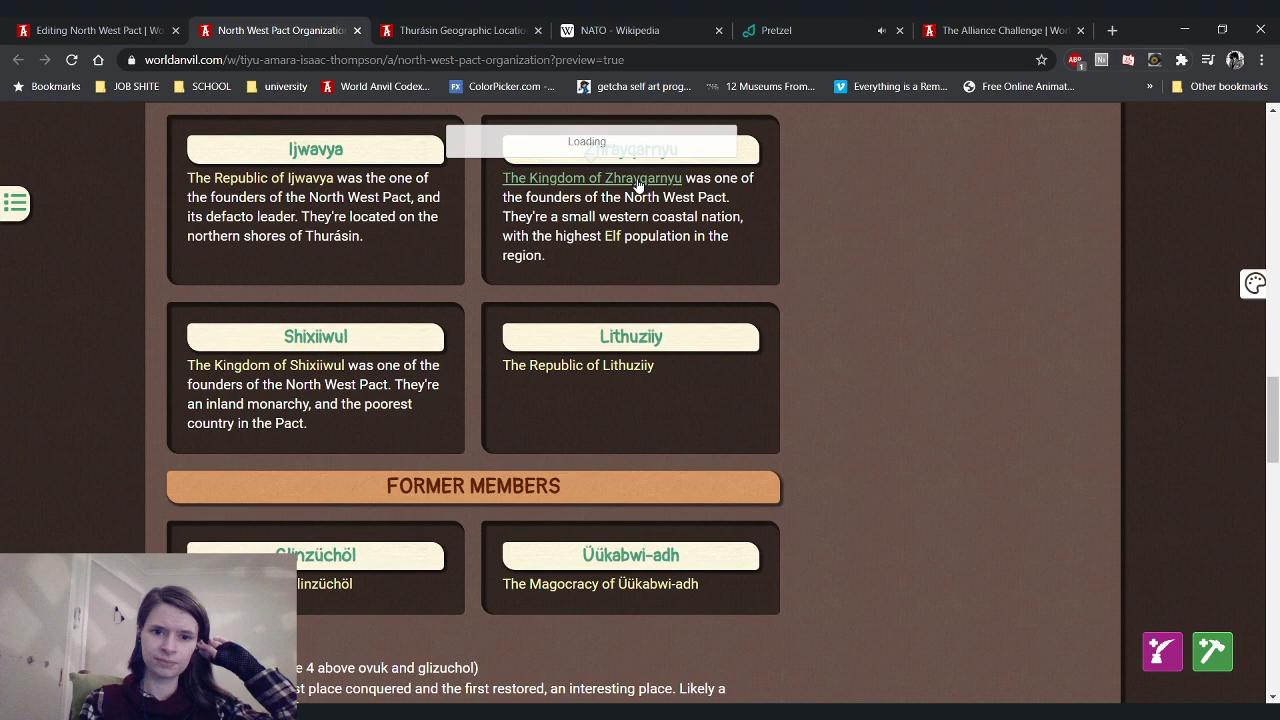 Editing North West Pact | Wo
North West Pact Organization
Thurásin Geographic Locatio
NATO - Wikipedia
Pretzel
The Alliance Challenge | Worl
worldanvil.com/w/tiyu-amara-isaac-thompson/a/north-west-pact-organization?preview=true
1
Bookmarks
JOB SHITE
SCHOOL
university
World Anvil Codex...
ColorPicker.com -...
getcha self art prog...
12 Museums From...
Everything is a Rem...
Free Online Animat...
»
Other bookmarks
Loading
Ijwavya
The Republic of Ijwavya was the one of
the founders of the North West Pact, and
its defacto leader. They're located on the
northern shores of Thurásin.
Zhrayqarnyu
The Kingdom of Zhrayqarnyu was one of
the founders of the North West Pact.
They're a small western coastal nation,
with the highest Elf population in the
region.
Shixiiwul
The Kingdom of Shixiiwul was one of the
founders of the North West Pact. They're
an inland monarchy, and the poorest
country in the Pact.
Lithuziiy
The Republic of Lithuziiy
FORMER MEMBERS
Glinzüchöl
linzüchöl
Üükabwi-adh
The Magocracy of Üükabwi-adh
e 4 above ovuk and glizuchol)
st place conquered and the first restored, an interesting place. Likely a